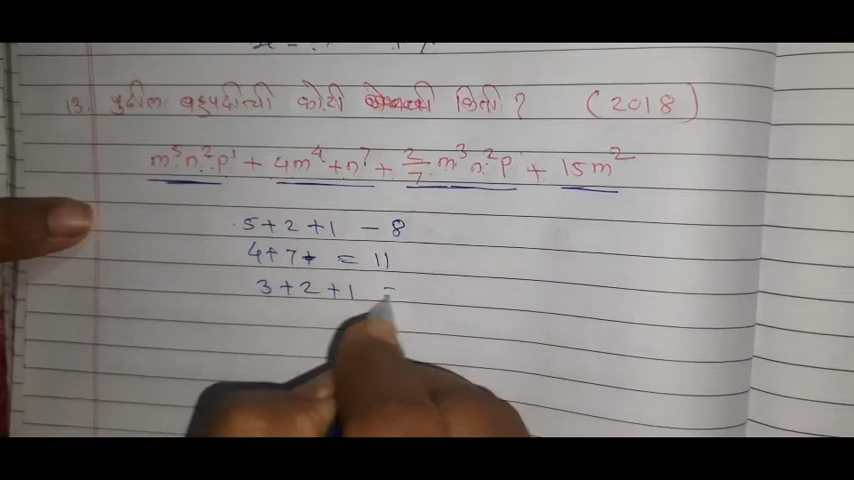 13. पुढील बहुपदीची कोटी किती ? (2018)
m⁵n²p¹ + 4m⁴+n⁷ + 2/7 m³n²p + 15m²
5+2+1 - 8
4+7+ = 11
3+2+1 =